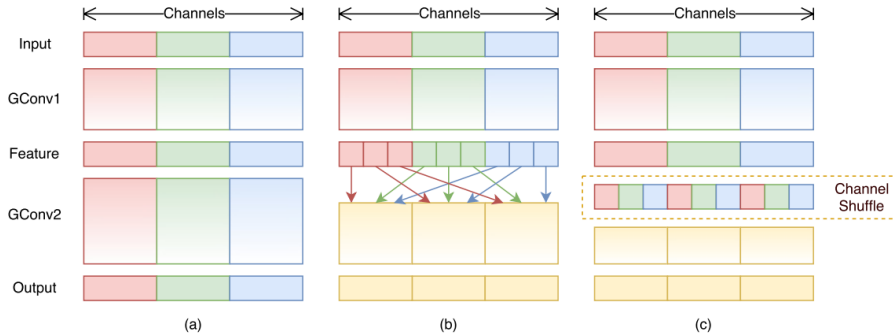 Channels Channels Channels
Input
GConv1
Feature
Channel
Shuffle
GConv2
Output
(a) (b) (c)